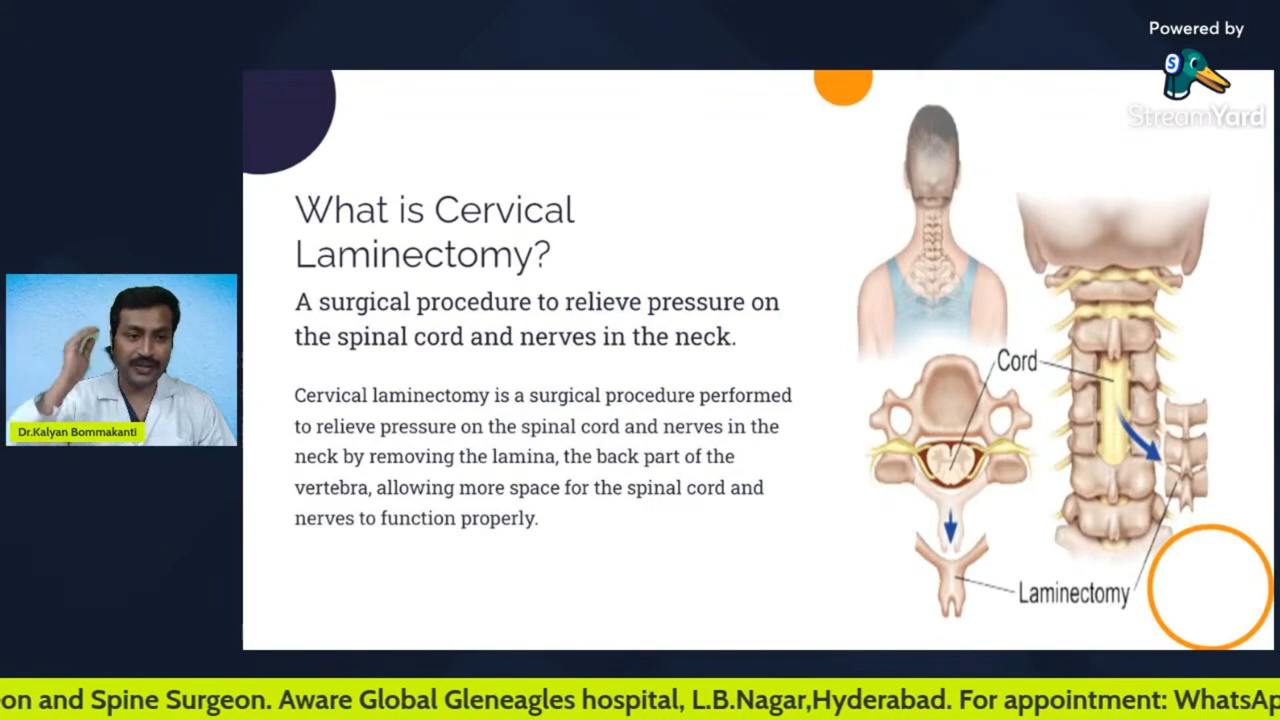 Powered by
StreamYard
What is Cervical
Laminectomy?
A surgical procedure to relieve pressure on
the spinal cord and nerves in the neck.
Cervical laminectomy is a surgical procedure performed
to relieve pressure on the spinal cord and nerves in the
neck by removing the lamina, the back part of the
vertebra, allowing more space for the spinal cord and
nerves to function properly.
Cord
Laminectomy
Dr.Kalyan Bommakanti
on and Spine Surgeon. Aware Global Gleneagles hospital, L.B.Nagar,Hyderabad. For appointment: WhatsAp